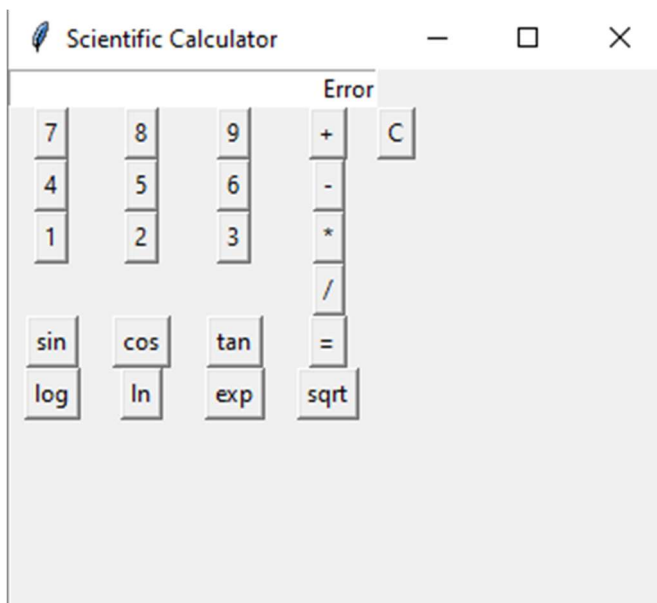 Scientific Calculator
Error
7 8 9 + C
4 5 6 -
1 2 3 *
/
sin cos tan =
log ln exp sqrt